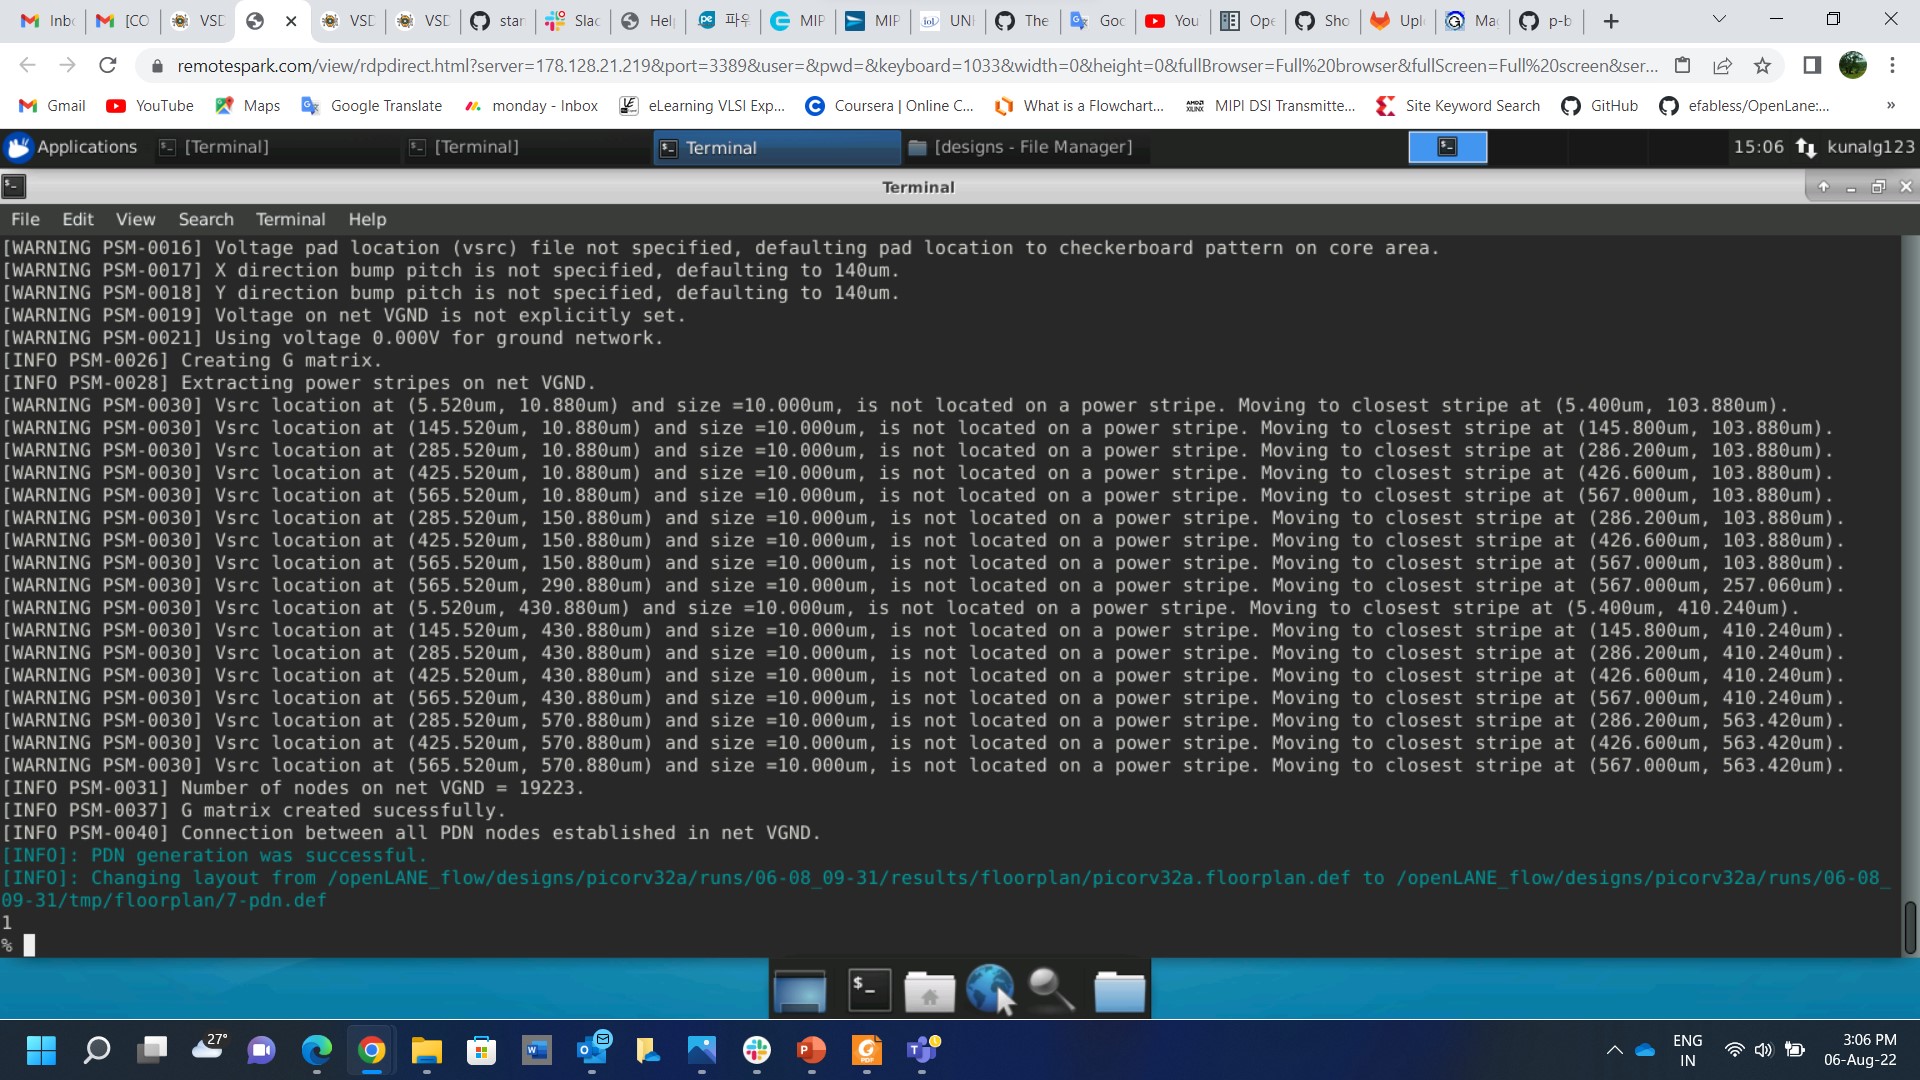 Inb
[CO
VSD
VSD
VSD
star
Slac
Hel
파우
MIP
MIP
UNI
The
Goo
You
Ope
Sho
Upl
Ma
p-b
remotespark.com/view/rdpdirect.html?server=178.128.21.219&port=3389&user=&pwd=&keyboard=1033&width=0&height=0&fullBrowser=Full%20browser&fullScreen=Full%20screen&ser...
Gmail
YouTube
Maps
Google Translate
monday - Inbox
eLearning VLSI Exp...
Coursera | Online C...
What is a Flowchart...
MIPI DSI Transmitte...
Site Keyword Search
GitHub
efabless/OpenLane:...
»
Applications
[Terminal]
[Terminal]
Terminal
[designs - File Manager]
15:06
kunalg123
Terminal
File Edit View Search Terminal Help
[WARNING PSM-0016] Voltage pad location (vsrc) file not specified, defaulting pad location to checkerboard pattern on core area.
[WARNING PSM-0017] X direction bump pitch is not specified, defaulting to 140um.
[WARNING PSM-0018] Y direction bump pitch is not specified, defaulting to 140um.
[WARNING PSM-0019] Voltage on net VGND is not explicitly set.
[WARNING PSM-0021] Using voltage 0.000V for ground network.
[INFO PSM-0026] Creating G matrix.
[INFO PSM-0028] Extracting power stripes on net VGND.
[WARNING PSM-0030] Vsrc location at (5.520um, 10.880um) and size =10.000um, is not located on a power stripe. Moving to closest stripe at (5.400um, 103.880um).
[WARNING PSM-0030] Vsrc location at (145.520um, 10.880um) and size =10.000um, is not located on a power stripe. Moving to closest stripe at (145.800um, 103.880um).
[WARNING PSM-0030] Vsrc location at (285.520um, 10.880um) and size =10.000um, is not located on a power stripe. Moving to closest stripe at (286.200um, 103.880um).
[WARNING PSM-0030] Vsrc location at (425.520um, 10.880um) and size =10.000um, is not located on a power stripe. Moving to closest stripe at (426.600um, 103.880um).
[WARNING PSM-0030] Vsrc location at (565.520um, 10.880um) and size =10.000um, is not located on a power stripe. Moving to closest stripe at (567.000um, 103.880um).
[WARNING PSM-0030] Vsrc location at (285.520um, 150.880um) and size =10.000um, is not located on a power stripe. Moving to closest stripe at (286.200um, 103.880um).
[WARNING PSM-0030] Vsrc location at (425.520um, 150.880um) and size =10.000um, is not located on a power stripe. Moving to closest stripe at (426.600um, 103.880um).
[WARNING PSM-0030] Vsrc location at (565.520um, 150.880um) and size =10.000um, is not located on a power stripe. Moving to closest stripe at (567.000um, 103.880um).
[WARNING PSM-0030] Vsrc location at (565.520um, 290.880um) and size =10.000um, is not located on a power stripe. Moving to closest stripe at (567.000um, 257.060um).
[WARNING PSM-0030] Vsrc location at (5.520um, 430.880um) and size =10.000um, is not located on a power stripe. Moving to closest stripe at (5.400um, 410.240um).
[WARNING PSM-0030] Vsrc location at (145.520um, 430.880um) and size =10.000um, is not located on a power stripe. Moving to closest stripe at (145.800um, 410.240um).
[WARNING PSM-0030] Vsrc location at (285.520um, 430.880um) and size =10.000um, is not located on a power stripe. Moving to closest stripe at (286.200um, 410.240um).
[WARNING PSM-0030] Vsrc location at (425.520um, 430.880um) and size =10.000um, is not located on a power stripe. Moving to closest stripe at (426.600um, 410.240um).
[WARNING PSM-0030] Vsrc location at (565.520um, 430.880um) and size =10.000um, is not located on a power stripe. Moving to closest stripe at (567.000um, 410.240um).
[WARNING PSM-0030] Vsrc location at (285.520um, 570.880um) and size =10.000um, is not located on a power stripe. Moving to closest stripe at (286.200um, 563.420um).
[WARNING PSM-0030] Vsrc location at (425.520um, 570.880um) and size =10.000um, is not located on a power stripe. Moving to closest stripe at (426.600um, 563.420um).
[WARNING PSM-0030] Vsrc location at (565.520um, 570.880um) and size =10.000um, is not located on a power stripe. Moving to closest stripe at (567.000um, 563.420um).
[INFO PSM-0031] Number of nodes on net VGND = 19223.
[INFO PSM-0037] G matrix created sucessfully.
[INFO PSM-0040] Connection between all PDN nodes established in net VGND.
[INFO]: PDN generation was successful.
[INFO]: Changing layout from /openLANE_flow/designs/picorv32a/runs/06-08_09-31/results/floorplan/picorv32a.floorplan.def to /openLANE_flow/designs/picorv32a/runs/06-08_
09-31/tmp/floorplan/7-pdn.def
1
%
27°
ENG
IN
3:06 PM
06-Aug-22